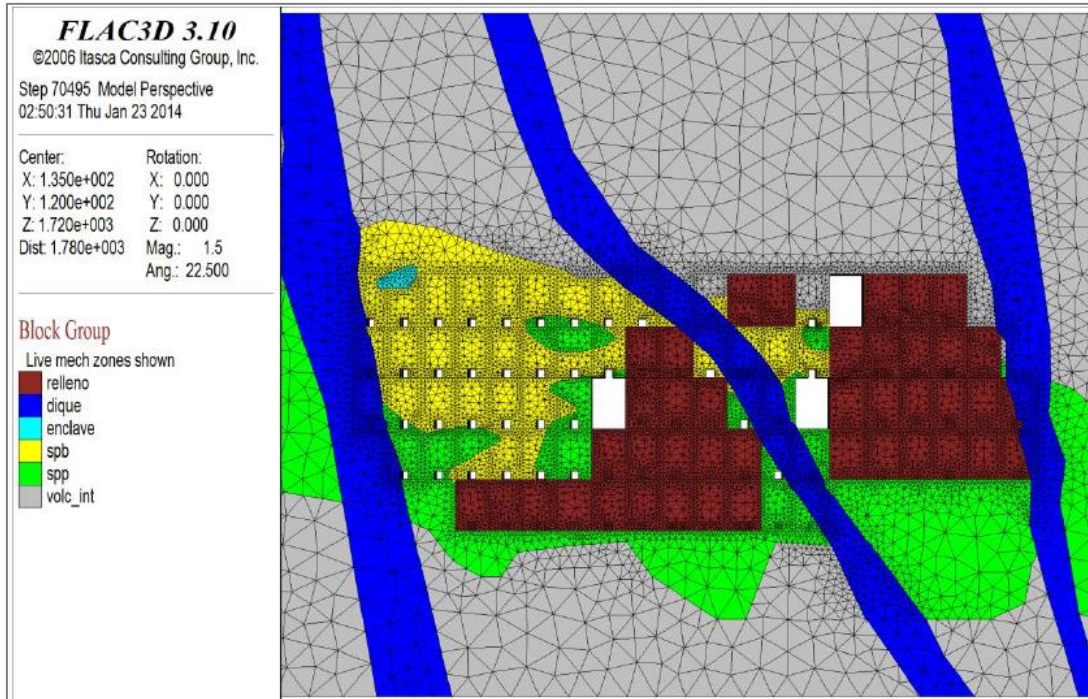 FLAC3D 3.10
©2006 Itasca Consulting Group, Inc.
Step 70495 Model Perspective
02:50:31 Thu Jan 23 2014
Center: Rotation:
X: 1.350e+002 X: 0.000
Y: 1.200e+002 Y: 0.000
Z: 1.720e+003 Z: 0.000
Dist: 1.780e+003 Mag.: 1.5
Ang.: 22.500
Block Group
Live mech zones shown
relleno
dique
enclave
spb
spp
volc_int